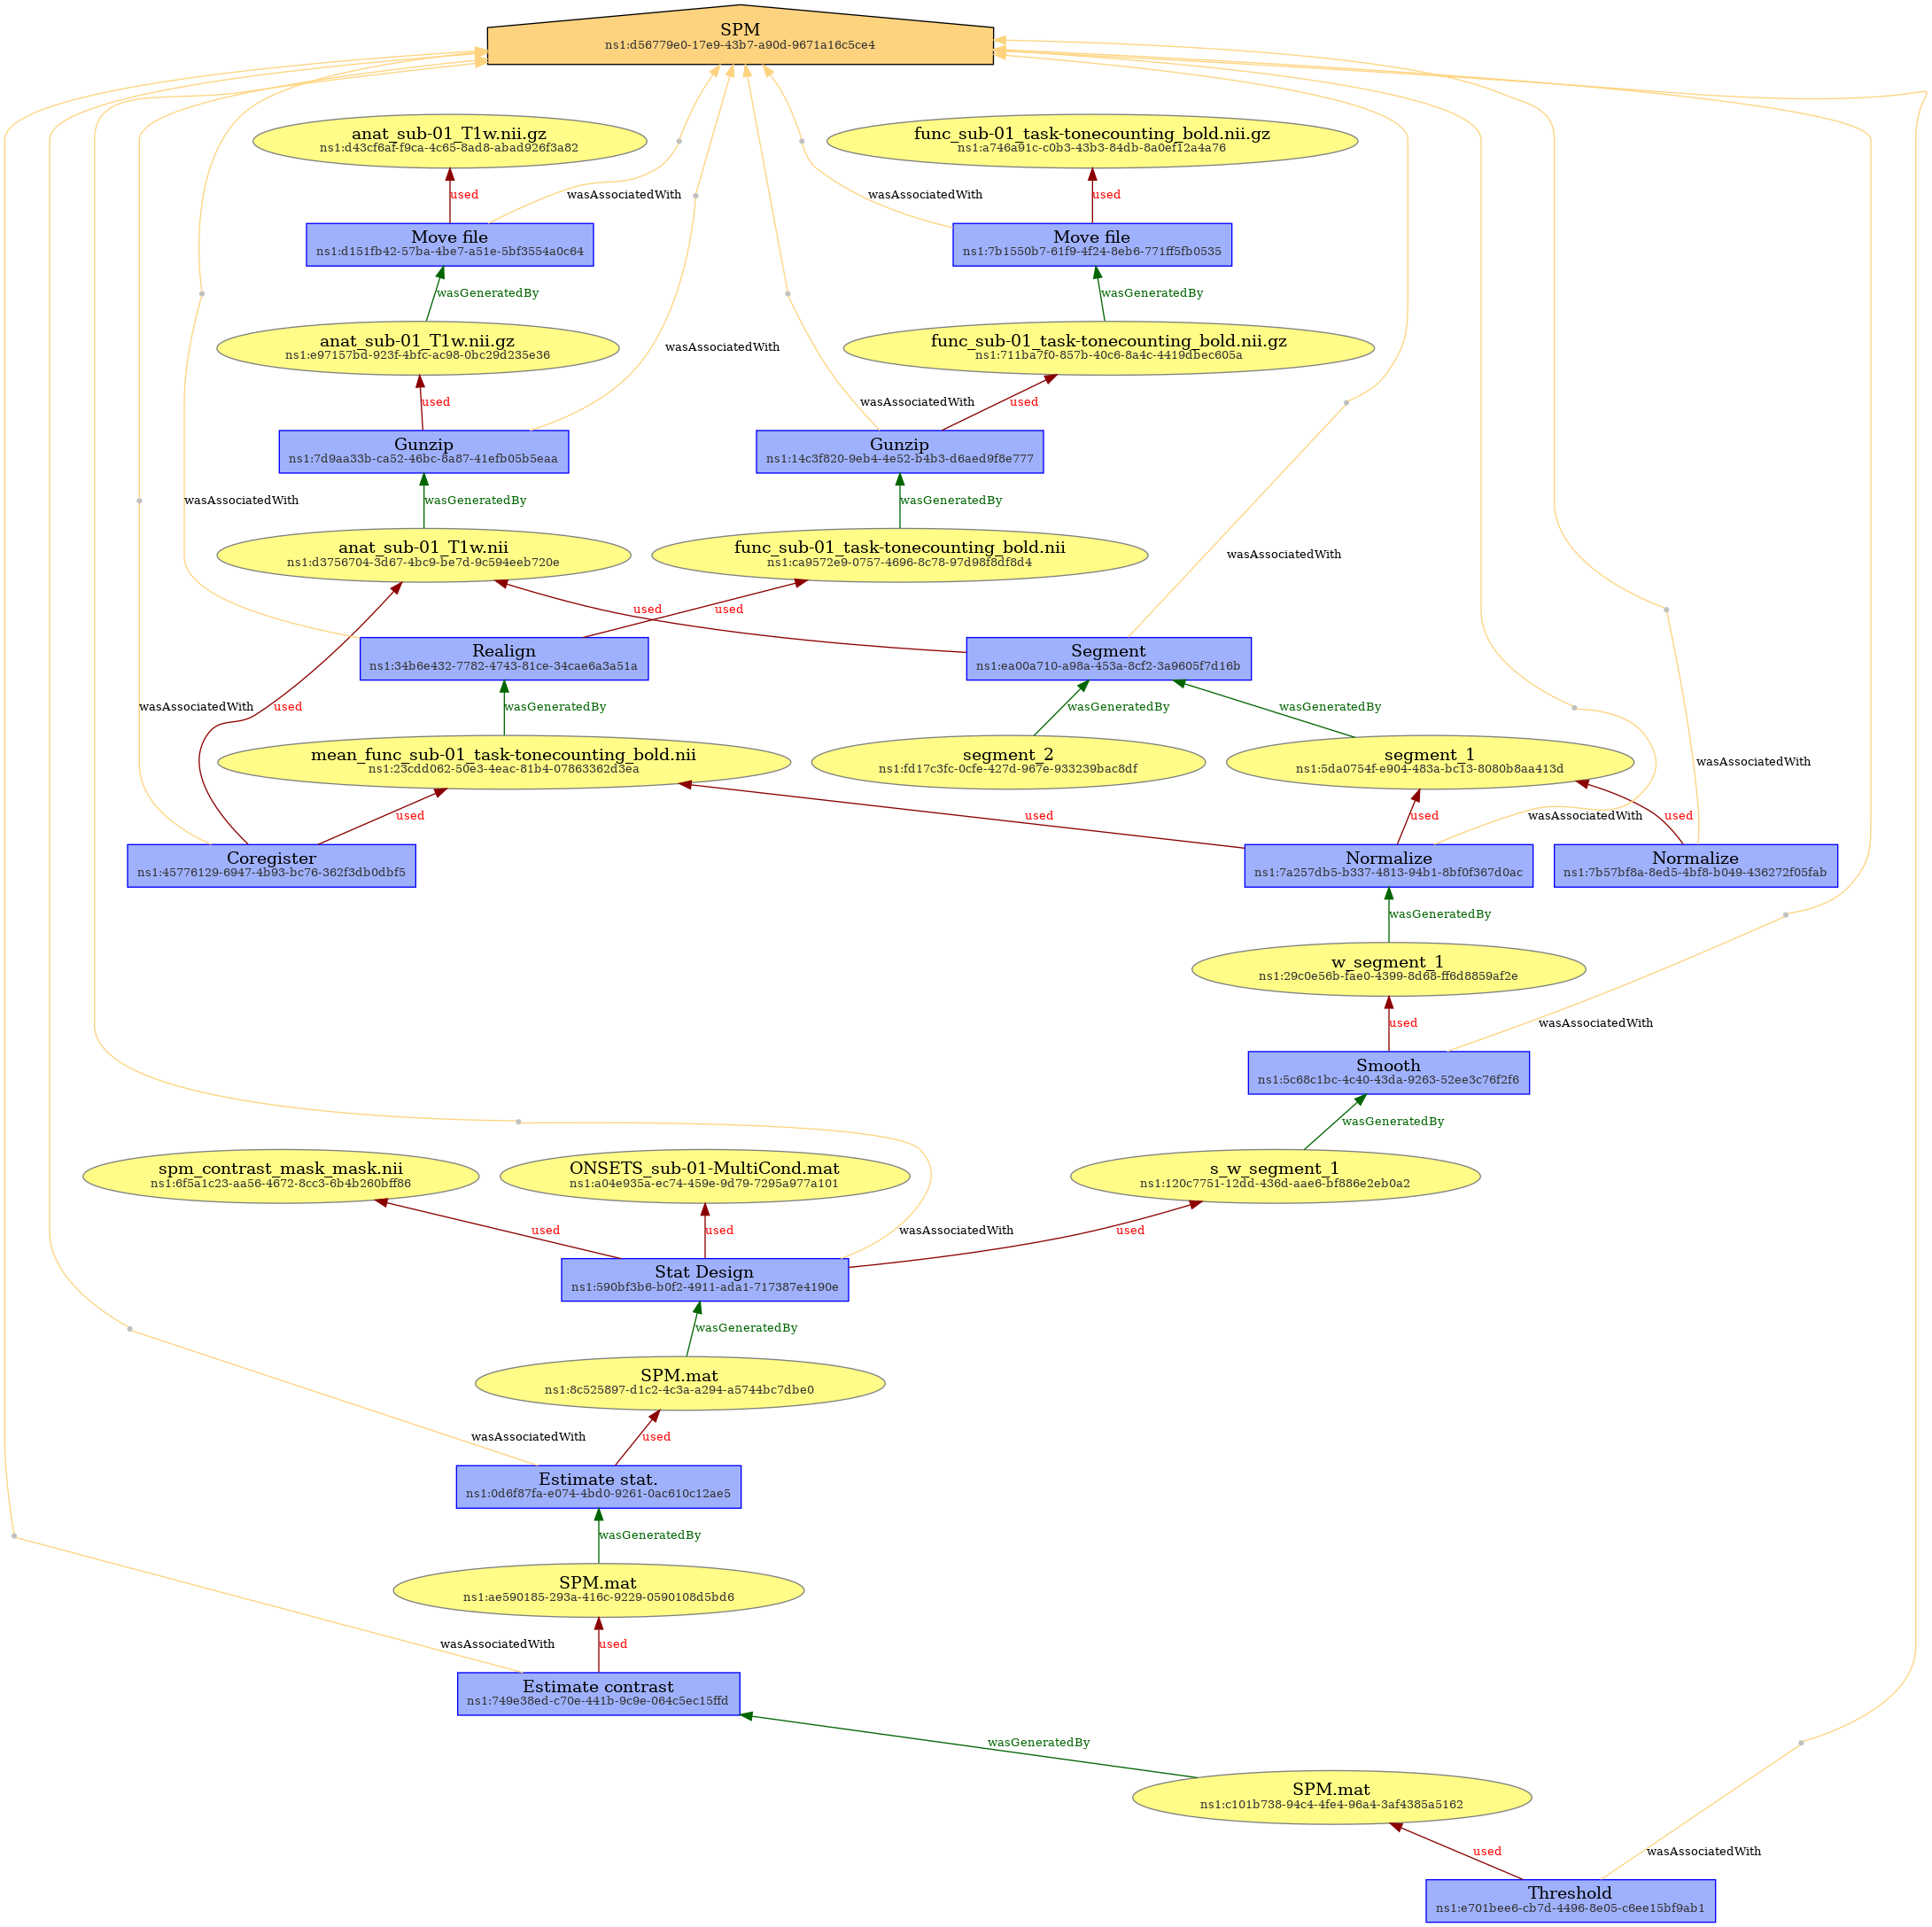 SPM
ns1:d56779e0-17e9-43b7-a90d-9671a16c5ce4
anat_sub-01_T1w.nii.gz
ns1:d43cf6af-f9ca-4c65-8ad8-abad926f3a82
func_sub-01_task-tonecounting_bold.nii.gz
ns1:a746a91c-c0b3-43b3-84db-8a0ef12a4a76
used
wasAssociatedWith
wasAssociatedWith
used
Move file
ns1:d151fb42-57ba-4be7-a51e-5bf3554a0c64
Move file
ns1:7b1550b7-61f9-4f24-8eb6-771ff5fb0535
wasGeneratedBy
wasGeneratedBy
anat_sub-01_T1w.nii.gz
ns1:e97157bd-923f-4bfc-ac98-0bc29d235e36
func_sub-01_task-tonecounting_bold.nii.gz
ns1:711ba7f0-857b-40c6-8a4c-4419dbec605a
wasAssociatedWith
used
wasAssociatedWith
used
Gunzip
ns1:7d9aa33b-ca52-46bc-8a87-41efb05b5eaa
Gunzip
ns1:14c3f820-9eb4-4e52-b4b3-d6aed9f8e777
wasAssociatedWith
wasGeneratedBy
wasGeneratedBy
anat_sub-01_T1w.nii
ns1:d3756704-3d67-4bc9-be7d-9c594eeb720e
func_sub-01_task-tonecounting_bold.nii
ns1:ca9572e9-0757-4696-8c78-97d98f8df8d4
wasAssociatedWith
used
used
Realign
ns1:34b6e432-7782-4743-81ce-34cae6a3a51a
Segment
ns1:ea00a710-a98a-453a-8cf2-3a9605f7d16b
wasAssociatedWith
used
wasGeneratedBy
wasGeneratedBy
wasGeneratedBy
mean_func_sub-01_task-tonecounting_bold.nii
ns1:23cdd062-50e3-4eac-81b4-07863362d3ea
segment_2
ns1:fd17c3fc-0cfe-427d-967e-933239bac8df
segment_1
ns1:5da0754f-e904-483a-bc13-8080b8aa413d
wasAssociatedWith
used
used
used
wasAssociatedWith
used
Coregister
ns1:45776129-6947-4b93-bc76-362f3db0dbf5
Normalize
ns1:7a257db5-b337-4813-94b1-8bf0f367d0ac
Normalize
ns1:7b57bf8a-8ed5-4bf8-b049-436272f05fab
wasGeneratedBy
w_segment_1
ns1:29c0e56b-fae0-4399-8d68-ff6d8859af2e
used
wasAssociatedWith
Smooth
ns1:5c68c1bc-4c40-43da-9263-52ee3c76f2f6
wasGeneratedBy
spm_contrast_mask_mask.nii
ns1:6f5a1c23-aa56-4672-8cc3-6b4b260bff86
ONSETS_sub-01-MultiCond.mat
ns1:a04e935a-ec74-459e-9d79-7295a977a101
s_w_segment_1
ns1:120c7751-12dd-436d-aae6-bf886e2eb0a2
used
used
wasAssociatedWith
used
Stat Design
ns1:590bf3b6-b0f2-4911-ada1-717387e4190e
wasGeneratedBy
SPM.mat
ns1:8c525897-d1c2-4c3a-a294-a5744bc7dbe0
wasAssociatedWith
used
Estimate stat.
ns1:0d6f87fa-e074-4bd0-9261-0ac610c12ae5
wasGeneratedBy
SPM.mat
ns1:ae590185-293a-416c-9229-0590108d5bd6
wasAssociatedWith
used
Estimate contrast
ns1:749e38ed-c70e-441b-9c9e-064c5ec15ffd
wasGeneratedBy
SPM.mat
ns1:c101b738-94c4-4fe4-96a4-3af4385a5162
used
wasAssociatedWith
Threshold
ns1:e701bee6-cb7d-4496-8e05-c6ee15bf9ab1